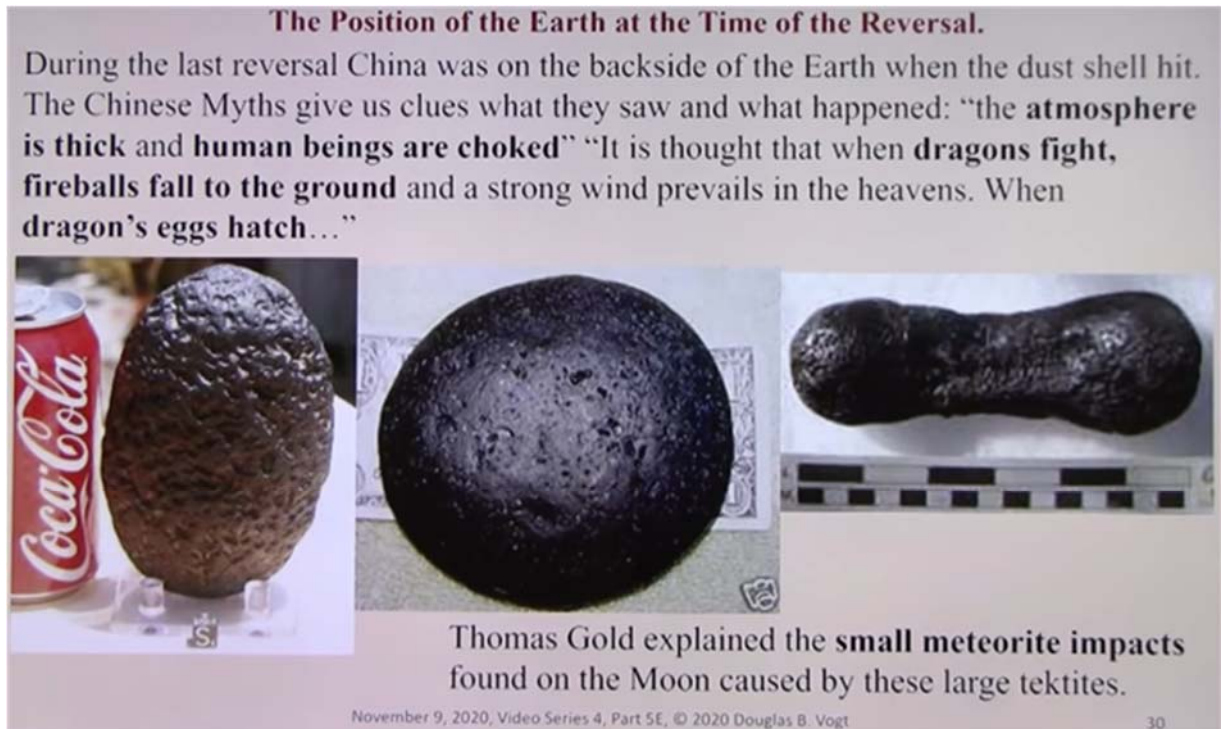 The Position of the Earth at the Time of the Reversal.
During the last reversal China was on the backside of the Earth when the dust shell hit.
The Chinese Myths give us clues what they saw and what happened: “the atmosphere
is thick and human beings are choked” “It is thought that when dragons fight,
fireballs fall to the ground and a strong wind prevails in the heavens. When
dragon’s eggs hatch…”
Coca-Cola
S
Thomas Gold explained the small meteorite impacts
found on the Moon caused by these large tektites.
November 9, 2020, Video Series 4, Part 5E, © 2020 Douglas B. Vogt
30